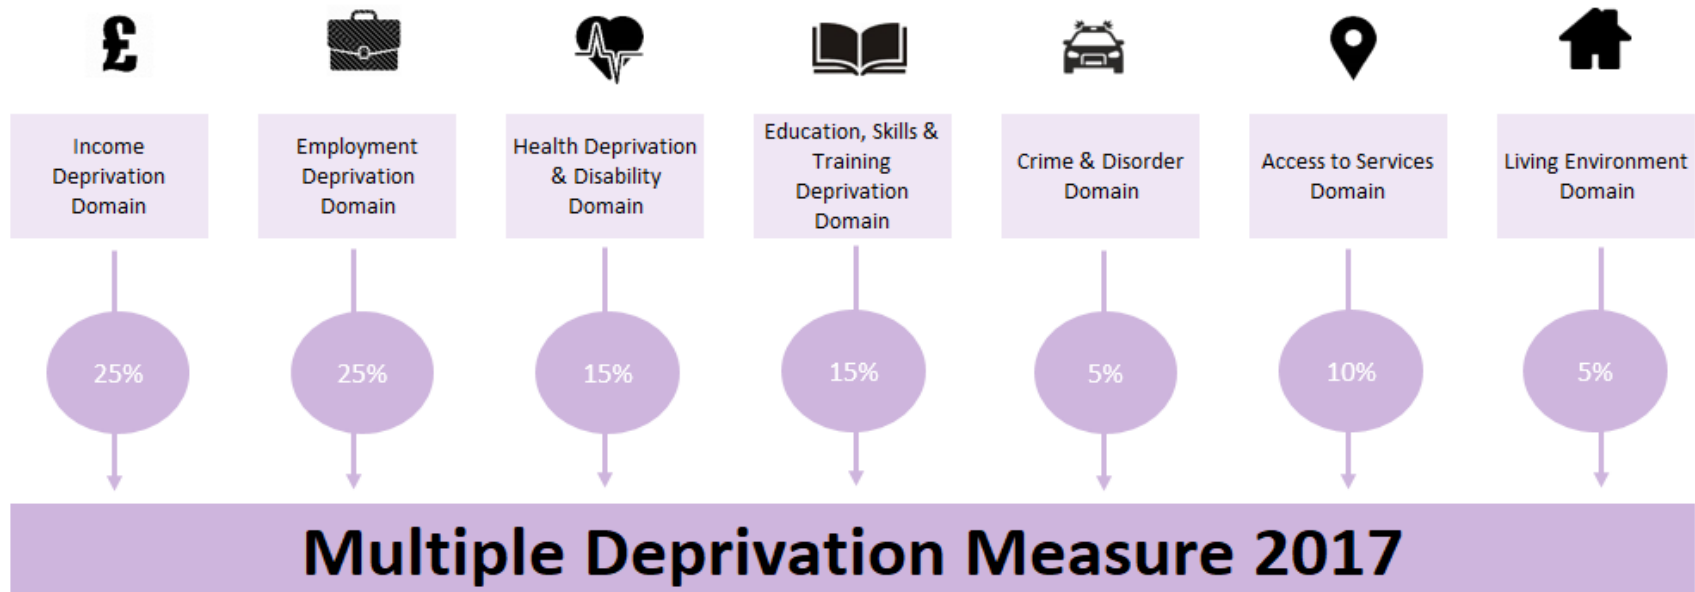 £
Income
Deprivation
Domain
Employment
Deprivation
Domain
Health Deprivation
& Disability
Domain
Education, Skills &
Training
Deprivation
Domain
Crime & Disorder
Domain
Access to Services
Domain
Living Environment
Domain
25%
25%
15%
15%
5%
10%
5%
Multiple Deprivation Measure 2017